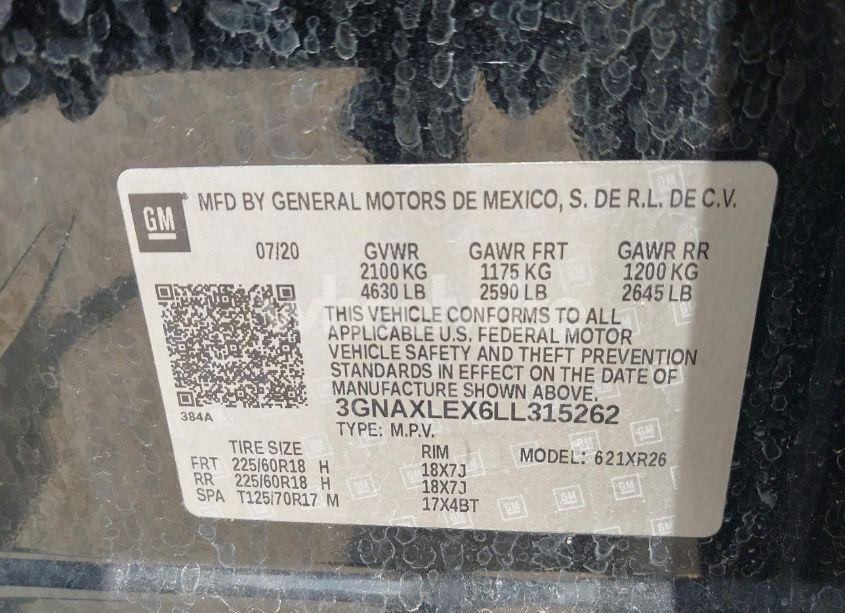 GM
MFD BY GENERAL MOTORS DE MEXICO, S. DE R.L. DE C.V.
07/20 GVWR GAWR FRT GAWR RR
2100 KG 1175 KG 1200 KG
4630 LB 2590 LB 2645 LB
THIS VEHICLE CONFORMS TO ALL
APPLICABLE U.S. FEDERAL MOTOR
VEHICLE SAFETY AND THEFT PREVENTION
STANDARDS IN EFFECT ON THE DATE OF
MANUFACTURE SHOWN ABOVE.
384A
3GNAXLEX6LL315262
TYPE: M.P.V.
TIRE SIZE RIM MODEL: 621XR26
FRT 225/60R18 H 18X7J
RR 225/60R18 H 18X7J
SPA T125/70R17 M 17X4BT